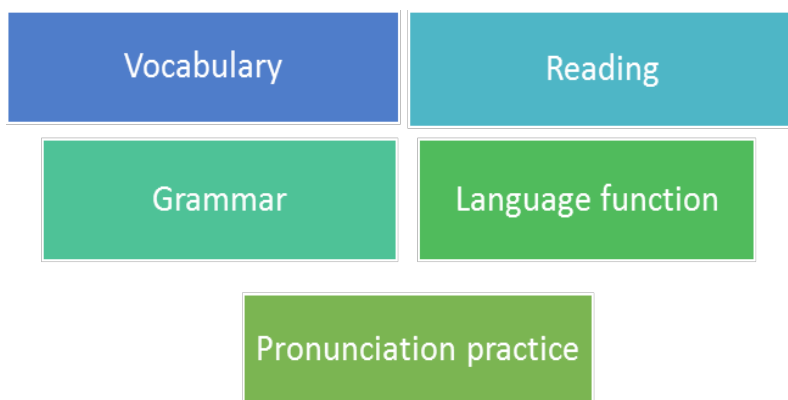 Vocabulary
Reading
Grammar
Language function
Pronunciation practice